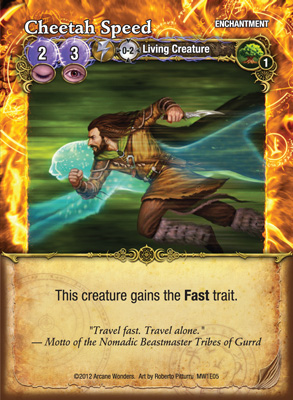 Cheetah Speed
ENCHANTMENT
2 3 0-2 Living Creature
1
This creature gains the Fast trait.
"Travel fast. Travel alone."
— Motto of the Nomadic Beastmaster Tribes of Gurrd
©2012 Arcane Wonders. Art by Roberto Pitturru. MWTE05